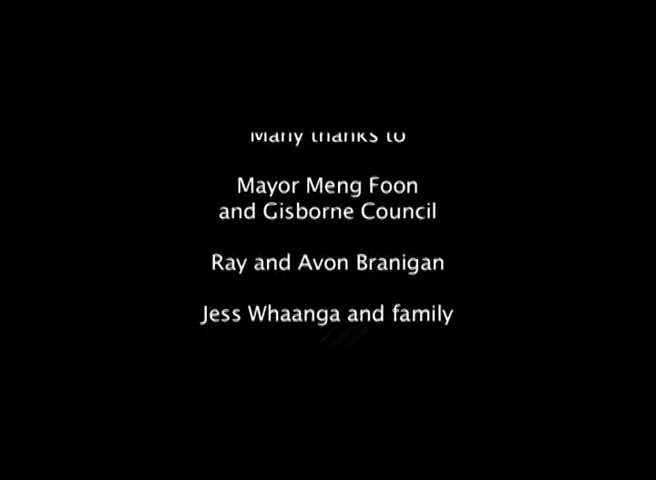 Many thanks to
Mayor Meng Foon
and Gisborne Council
Ray and Avon Branigan
Jess Whaanga and family